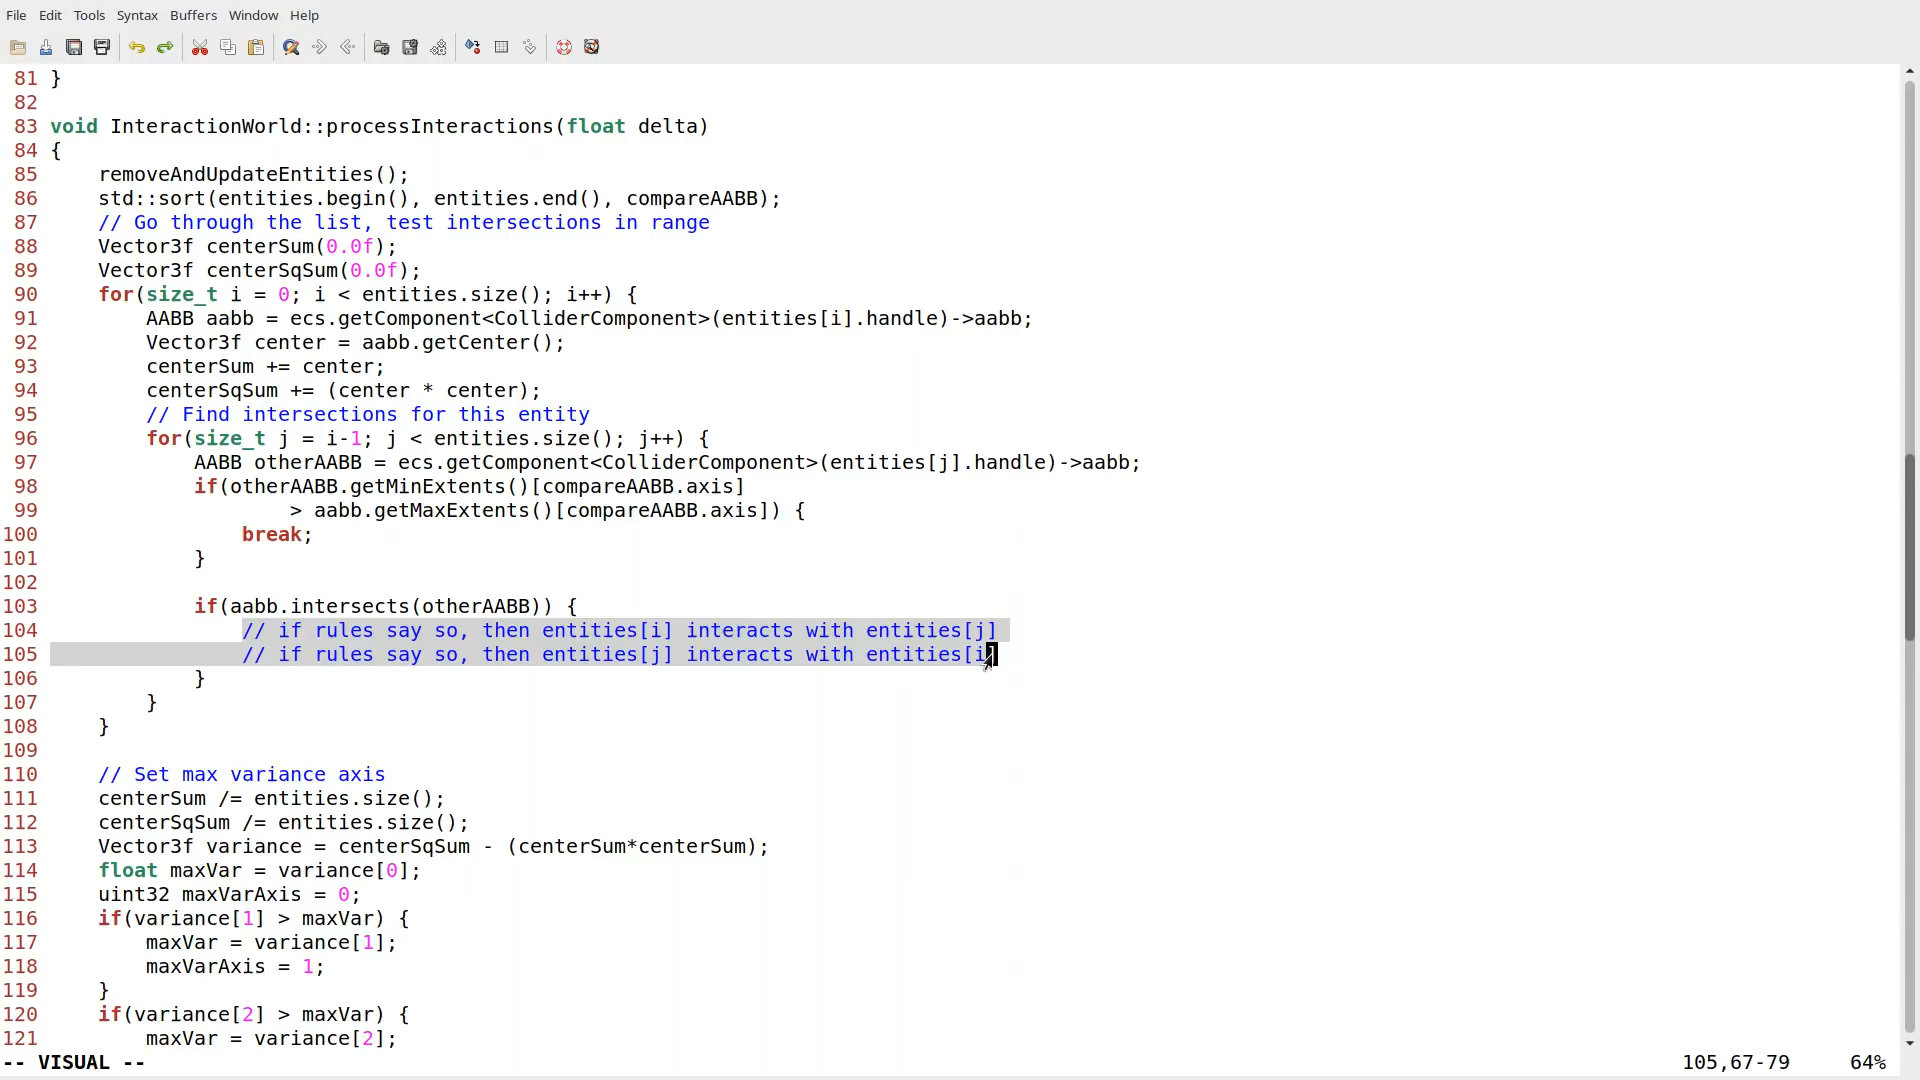 File Edit Tools Syntax Buffers Window Help
81 }
82
83 void InteractionWorld::processInteractions(float delta)
84 {
85     removeAndUpdateEntities();
86     std::sort(entities.begin(), entities.end(), compareAABB);
87     // Go through the list, test intersections in range
88     Vector3f centerSum(0.0f);
89     Vector3f centerSqSum(0.0f);
90     for(size_t i = 0; i < entities.size(); i++) {
91         AABB aabb = ecs.getComponent<ColliderComponent>(entities[i].handle)->aabb;
92         Vector3f center = aabb.getCenter();
93         centerSum += center;
94         centerSqSum += (center * center);
95         // Find intersections for this entity
96         for(size_t j = i-1; j < entities.size(); j++) {
97             AABB otherAABB = ecs.getComponent<ColliderComponent>(entities[j].handle)->aabb;
98             if(otherAABB.getMinExtents()[compareAABB.axis]
99                     > aabb.getMaxExtents()[compareAABB.axis]) {
100                 break;
101             }
102
103             if(aabb.intersects(otherAABB)) {
104                 // if rules say so, then entities[i] interacts with entities[j]
105                 // if rules say so, then entities[j] interacts with entities[i]
106             }
107         }
108     }
109
110     // Set max variance axis
111     centerSum /= entities.size();
112     centerSqSum /= entities.size();
113     Vector3f variance = centerSqSum - (centerSum*centerSum);
114     float maxVar = variance[0];
115     uint32 maxVarAxis = 0;
116     if(variance[1] > maxVar) {
117         maxVar = variance[1];
118         maxVarAxis = 1;
119     }
120     if(variance[2] > maxVar) {
121         maxVar = variance[2];
-- VISUAL -- 105,67-79 64%